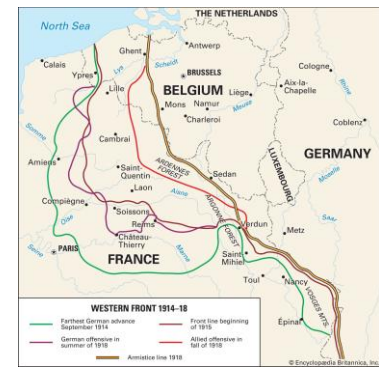 North Sea
THE NETHERLANDS
Calais
Ypres
Ghent
Antwerp
BRUSSELS
Lys
Scheldt
Lille
BELGIUM
Cologne
Rhine
Aix-la-
Chapelle
Liège
Mons
Namur
Meuse
Charleroi
Coblenz
Somme
Cambrai
ARDENNES
FOREST
LUXEMBOURG
GERMANY
Amiens
Saint
Quentin
Sedan
Moselle
Laon
Aisne
Compiègne
Oise
Soissons
Reims
ARGONNE FOREST
Verdun
Metz
Saar
Château-
Thierry
Marne
Seine
PARIS
FRANCE
Saint
Mihiel
Toul
Nancy
VOSGES MTS.
Épinal
WESTERN FRONT 1914–18
Farthest German advance
September 1914
Front line beginning
of 1915
German offensive in
summer of 1918
Allied offensive in
fall of 1918
Armistice line 1918
© Encyclopædia Britannica, Inc.